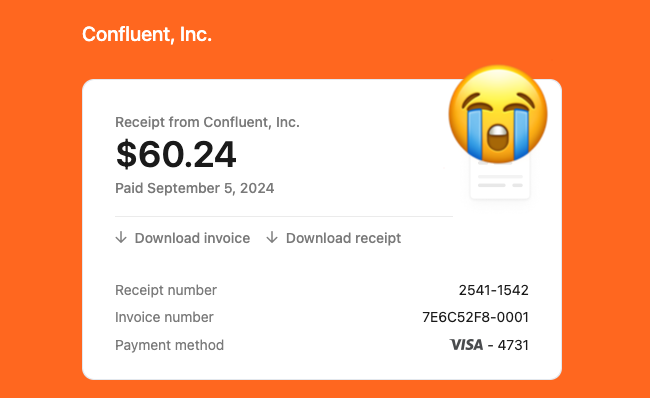 Confluent, Inc.
Receipt from Confluent, Inc.
$60.24
Paid September 5, 2024
↓ Download invoice ↓ Download receipt
Receipt number 2541-1542
Invoice number 7E6C52F8-0001
Payment method VISA - 4731